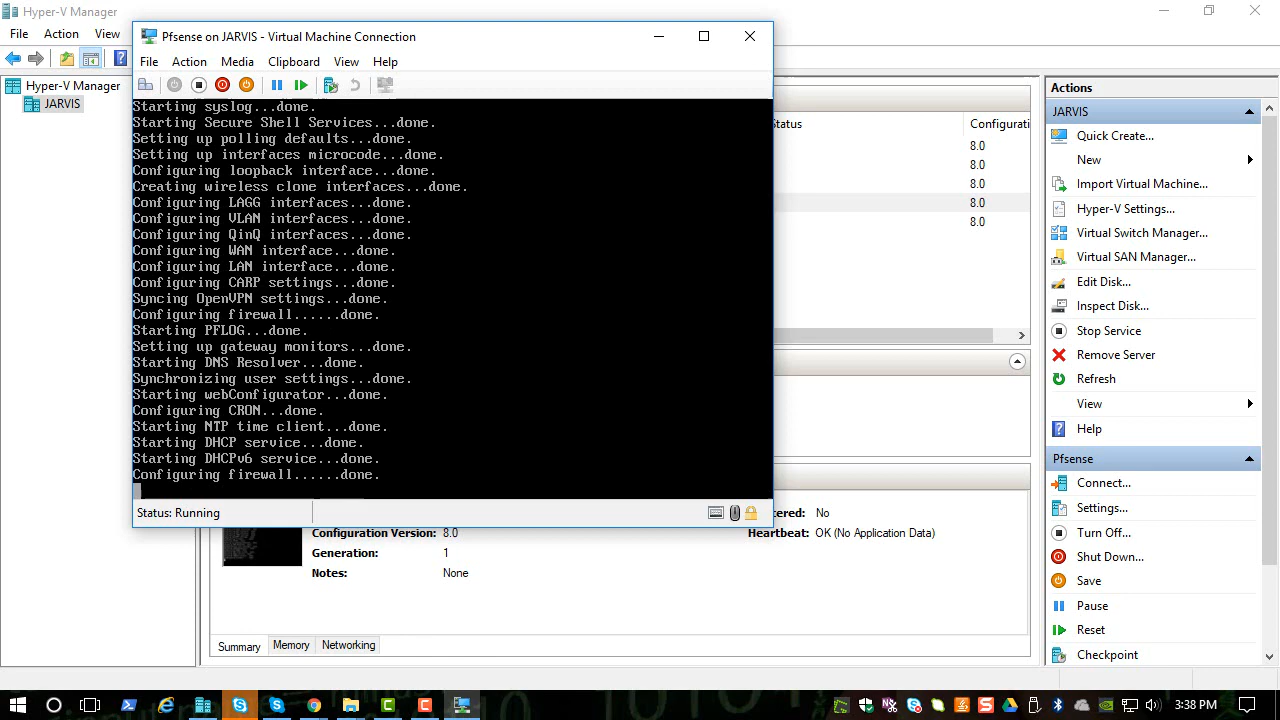 Hyper-V Manager
File Action View
Hyper-V Manager
JARVIS
Pfsense on JARVIS - Virtual Machine Connection
File Action Media Clipboard View Help
Starting syslog...done.
Starting Secure Shell Services...done.
Setting up polling defaults...done.
Setting up interfaces microcode...done.
Configuring loopback interface...done.
Creating wireless clone interfaces...done.
Configuring LAGG interfaces...done.
Configuring VLAN interfaces...done.
Configuring QinQ interfaces...done.
Configuring WAN interface...done.
Configuring LAN interface...done.
Configuring CARP settings...done.
Syncing OpenVPN settings...done.
Configuring firewall......done.
Starting PFLOG...done.
Setting up gateway monitors...done.
Starting DNS Resolver...done.
Synchronizing user settings...done.
Starting webConfigurator...done.
Configuring CRON...done.
Starting NTP time client...done.
Starting DHCP service...done.
Starting DHCPv6 service...done.
Configuring firewall......done.
Status: Running
Status Configurati
8.0
8.0
8.0
8.0
8.0
tered: No
Configuration Version: 8.0 Heartbeat: OK (No Application Data)
Generation: 1
Notes: None
Summary Memory Networking
Actions
JARVIS
Quick Create...
New
Import Virtual Machine...
Hyper-V Settings...
Virtual Switch Manager...
Virtual SAN Manager...
Edit Disk...
Inspect Disk...
Stop Service
Remove Server
Refresh
View
Help
Pfsense
Connect...
Settings...
Turn Off...
Shut Down...
Save
Pause
Reset
Checkpoint
3:38 PM